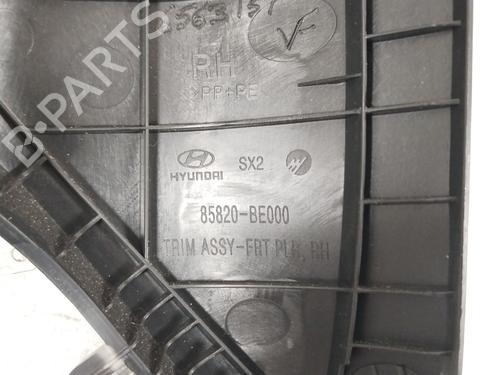 RH
>PP+PE
HYUNDAI SX2
85820-BE000
TRIM ASSY-FRT PLR, RH
B-PARTS